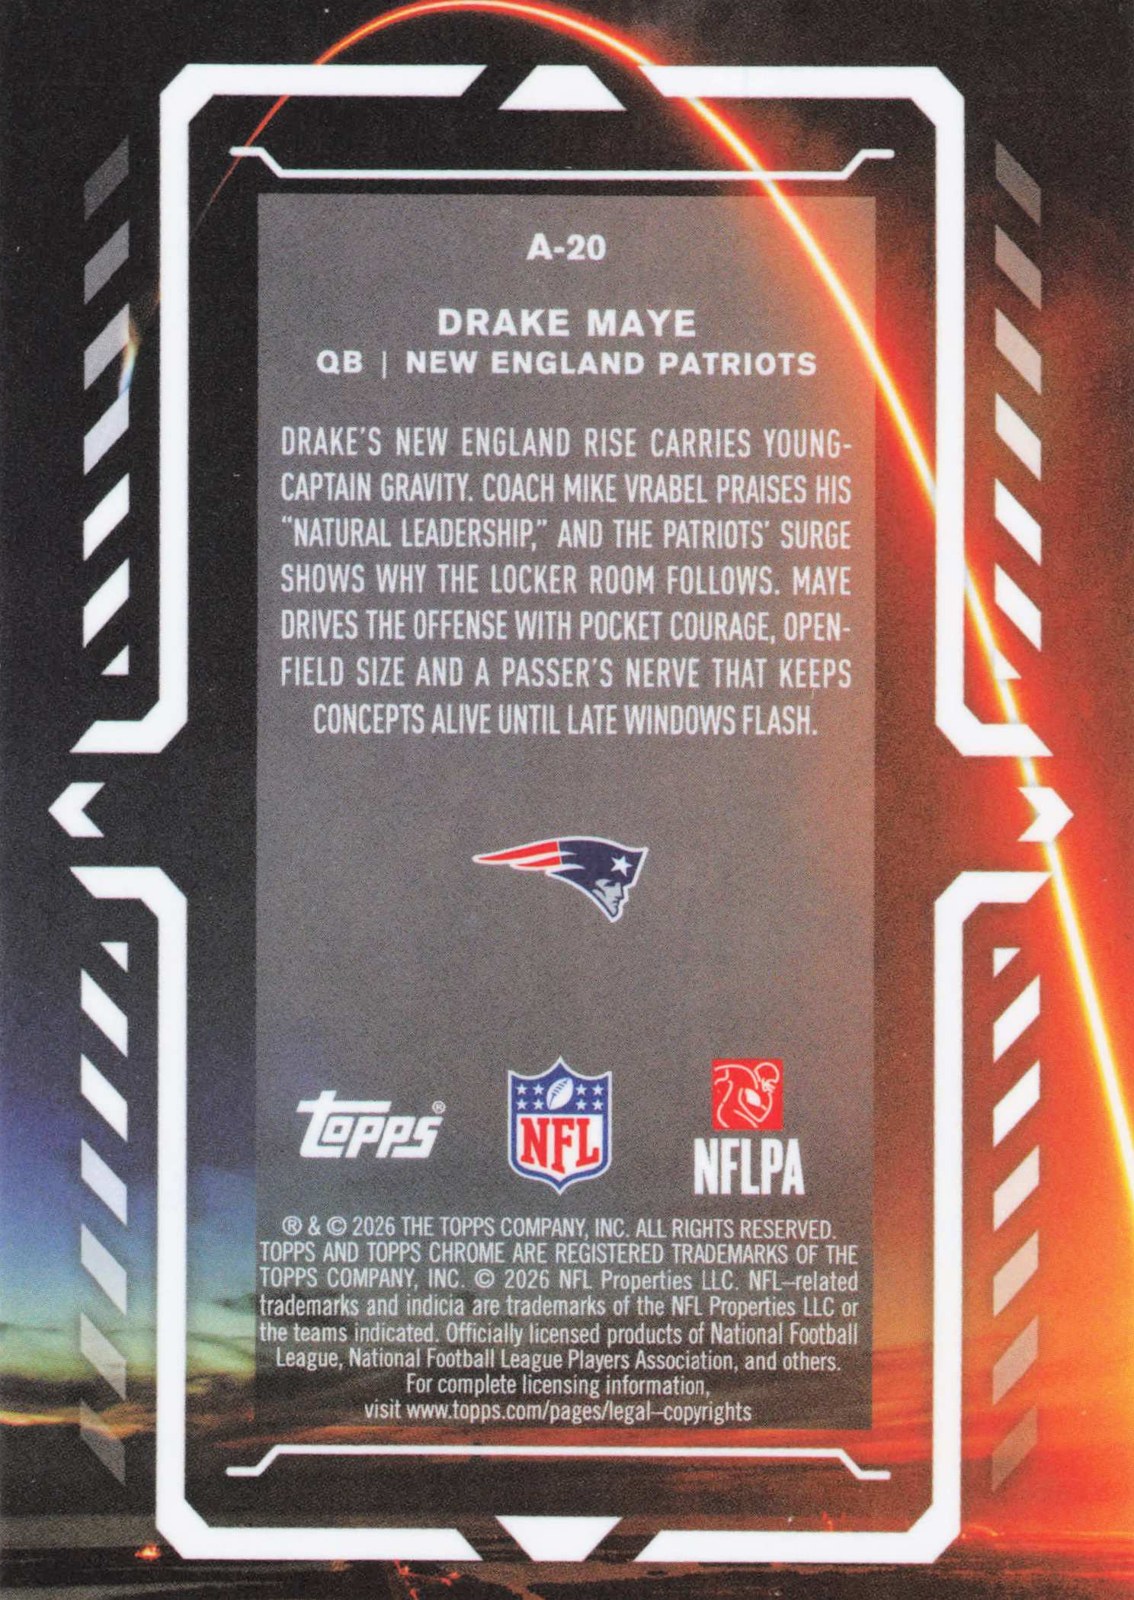 A-20
DRAKE MAYE
QB | NEW ENGLAND PATRIOTS
DRAKE'S NEW ENGLAND RISE CARRIES YOUNG-
CAPTAIN GRAVITY. COACH MIKE VRABEL PRAISES HIS
"NATURAL LEADERSHIP," AND THE PATRIOTS' SURGE
SHOWS WHY THE LOCKER ROOM FOLLOWS. MAYE
DRIVES THE OFFENSE WITH POCKET COURAGE, OPEN-
FIELD SIZE AND A PASSER'S NERVE THAT KEEPS
CONCEPTS ALIVE UNTIL LATE WINDOWS FLASH.
TOPPS®
NFL
NFLPA
® & © 2026 THE TOPPS COMPANY, INC. ALL RIGHTS RESERVED.
TOPPS AND TOPPS CHROME ARE REGISTERED TRADEMARKS OF THE
TOPPS COMPANY, INC. © 2026 NFL Properties LLC. NFL–related
trademarks and indicia are trademarks of the NFL Properties LLC or
the teams indicated. Officially licensed products of National Football
League, National Football League Players Association, and others.
For complete licensing information,
visit www.topps.com/pages/legal–copyrights